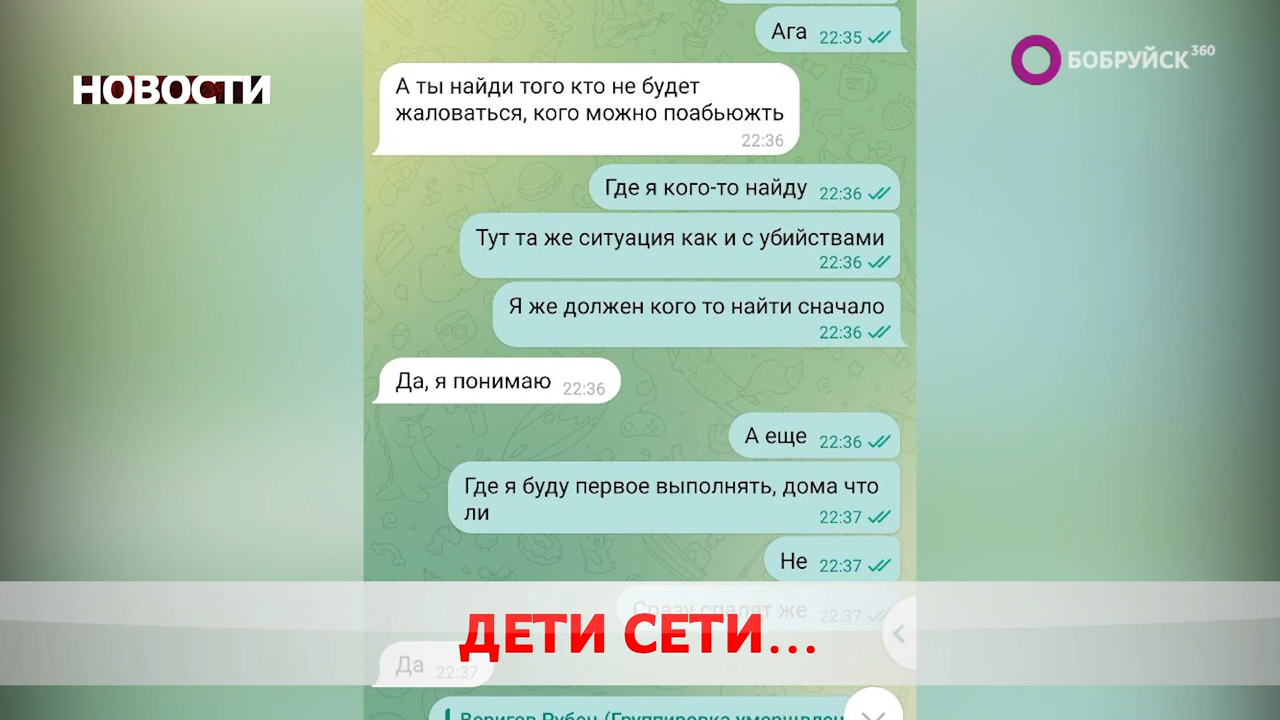 Ага 22:35
НОВОСТИ
БОБРУЙСК 360
А ты найди того кто не будет
жаловаться, кого можно поабьюжть
22:36
Где я кого-то найду 22:36
Тут та же ситуация как и с убийствами
22:36
Я же должен кого то найти сначало
22:36
Да, я понимаю 22:36
А еще 22:36
Где я буду первое выполнять, дома что
ли 22:37
Не 22:37
Сразу спалят же 22:37
ДЕТИ СЕТИ...
Да 22:37